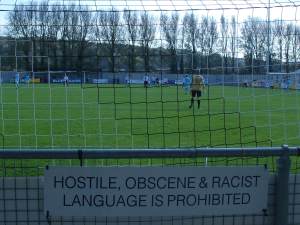 HOSTILE, OBSCENE & RACIST
LANGUAGE IS PROHIBITED